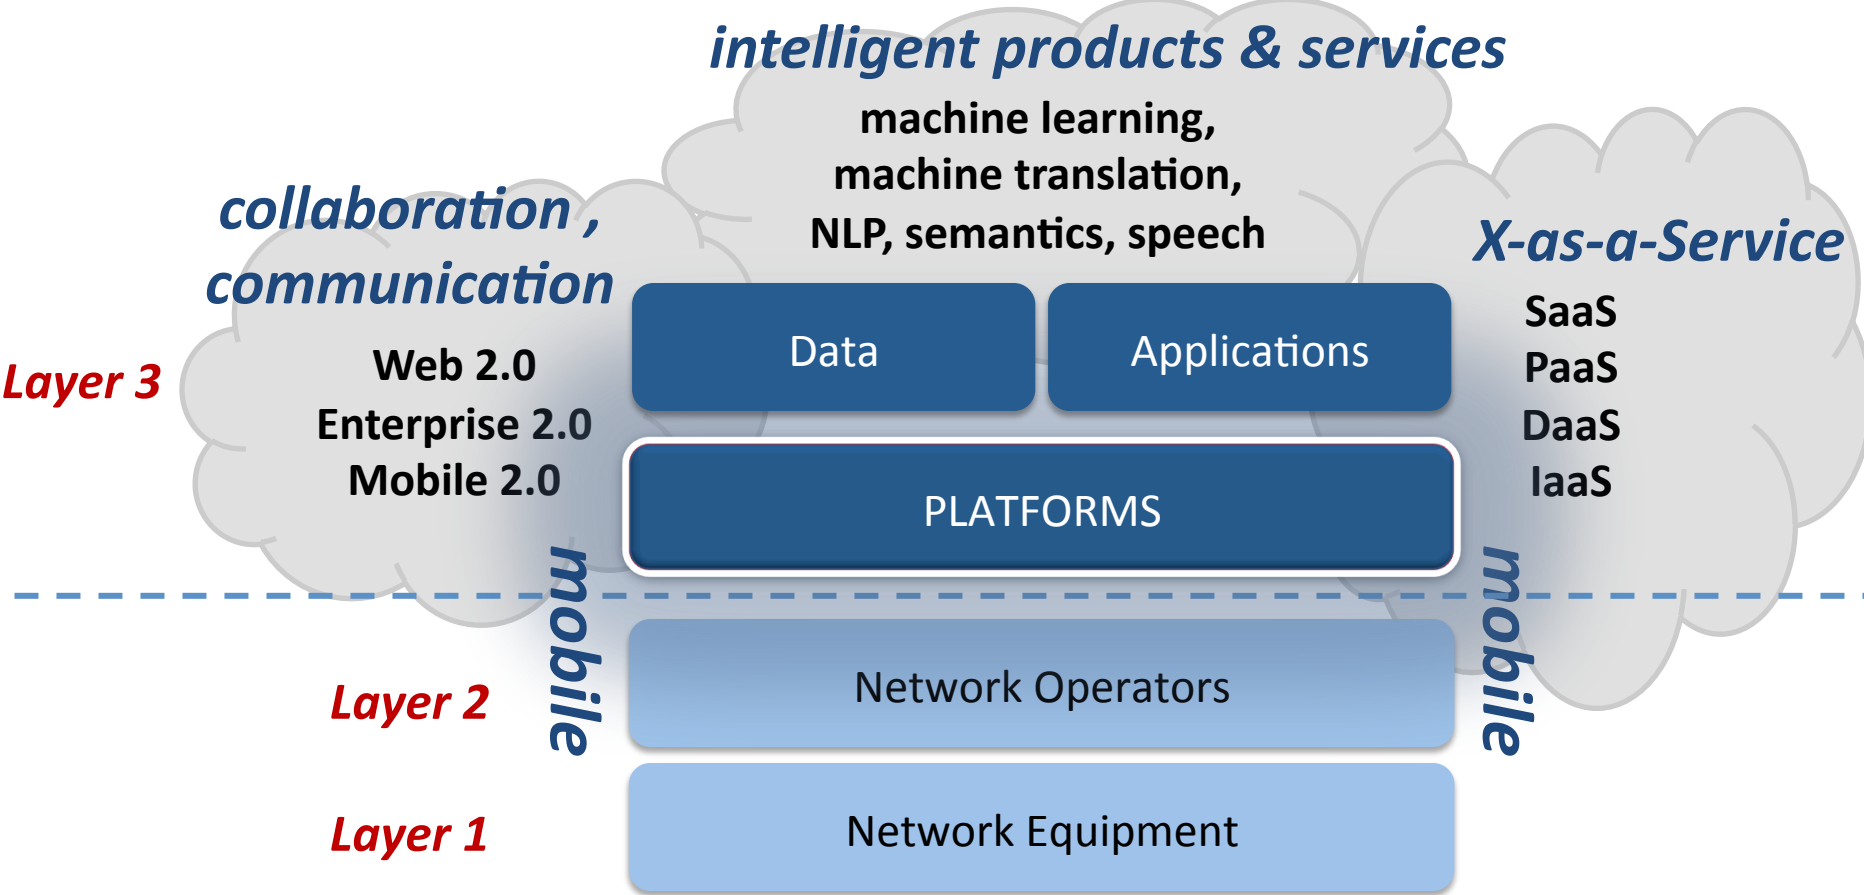 intelligent products & services
machine learning,
machine translation,
NLP, semantics, speech
collaboration ,
communication
Web 2.0
Enterprise 2.0
Mobile 2.0
X-as-a-Service
SaaS
PaaS
DaaS
IaaS
Layer 3
Data
Applications
PLATFORMS
mobile
mobile
Layer 2
Network Operators
Layer 1
Network Equipment